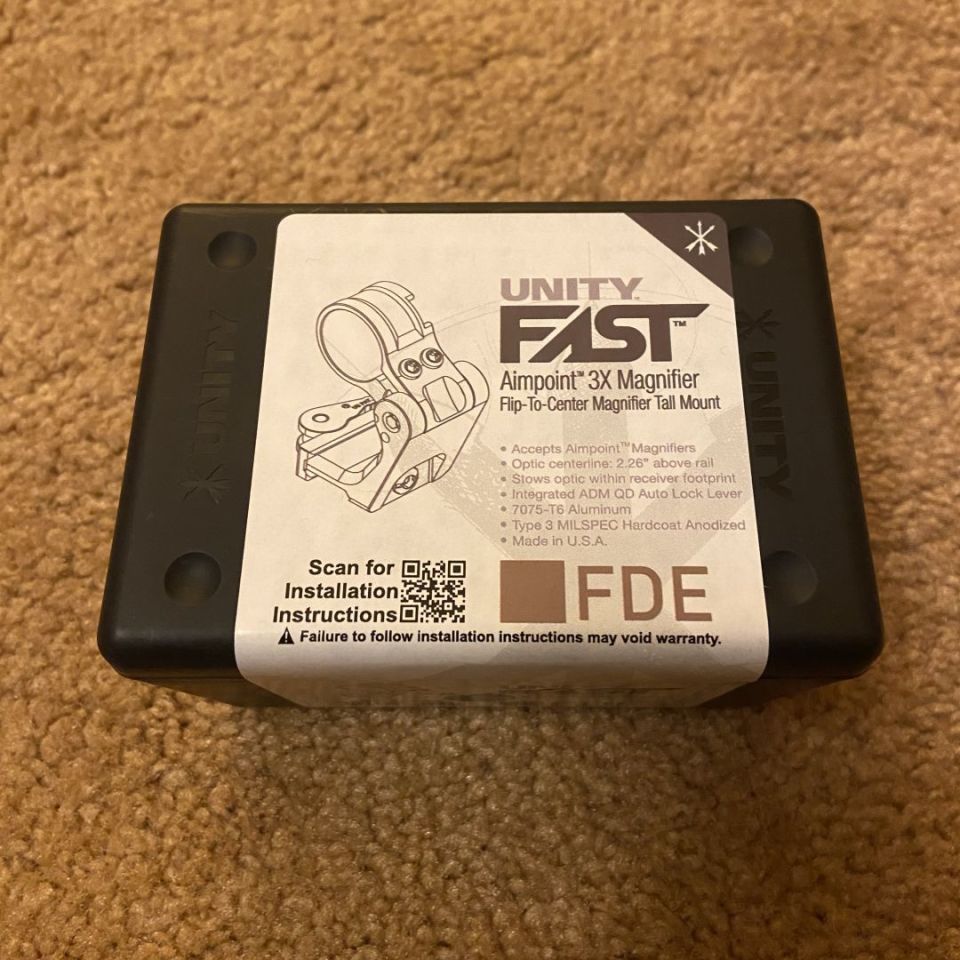 UNITY
UNITY™
FAST™
Aimpoint™ 3X Magnifier
Flip-To-Center Magnifier Tall Mount
• Accepts Aimpoint™ Magnifiers
• Optic centerline: 2.26" above rail
• Stows optic within receiver footprint
• Integrated ADM QD Auto Lock Lever
• 7075-T6 Aluminum
• Type 3 MILSPEC Hardcoat Anodized
• Made in U.S.A.
UNITY
Scan for
Installation
Instructions
FDE
⚠ Failure to follow installation instructions may void warranty.